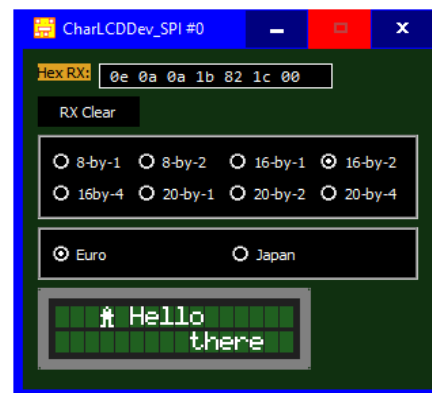 CharLCDDev_SPI #0
Hex RX: 0e 0a 0a 1b 82 1c 00
RX Clear
8-by-1 8-by-2 16-by-1 16-by-2
16by-4 20-by-1 20-by-2 20-by-4
Euro Japan
Hello
there